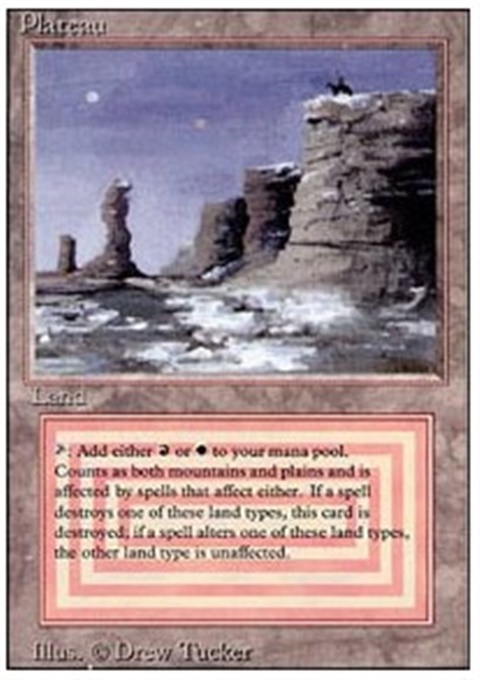 Plateau
Land
: Add either or to your mana pool.
Counts as both mountains and plains and is
affected by spells that affect either. If a spell
destroys one of these land types, this card is
destroyed; if a spell alters one of these land types,
the other land type is unaffected.
Illus. © Drew Tucker